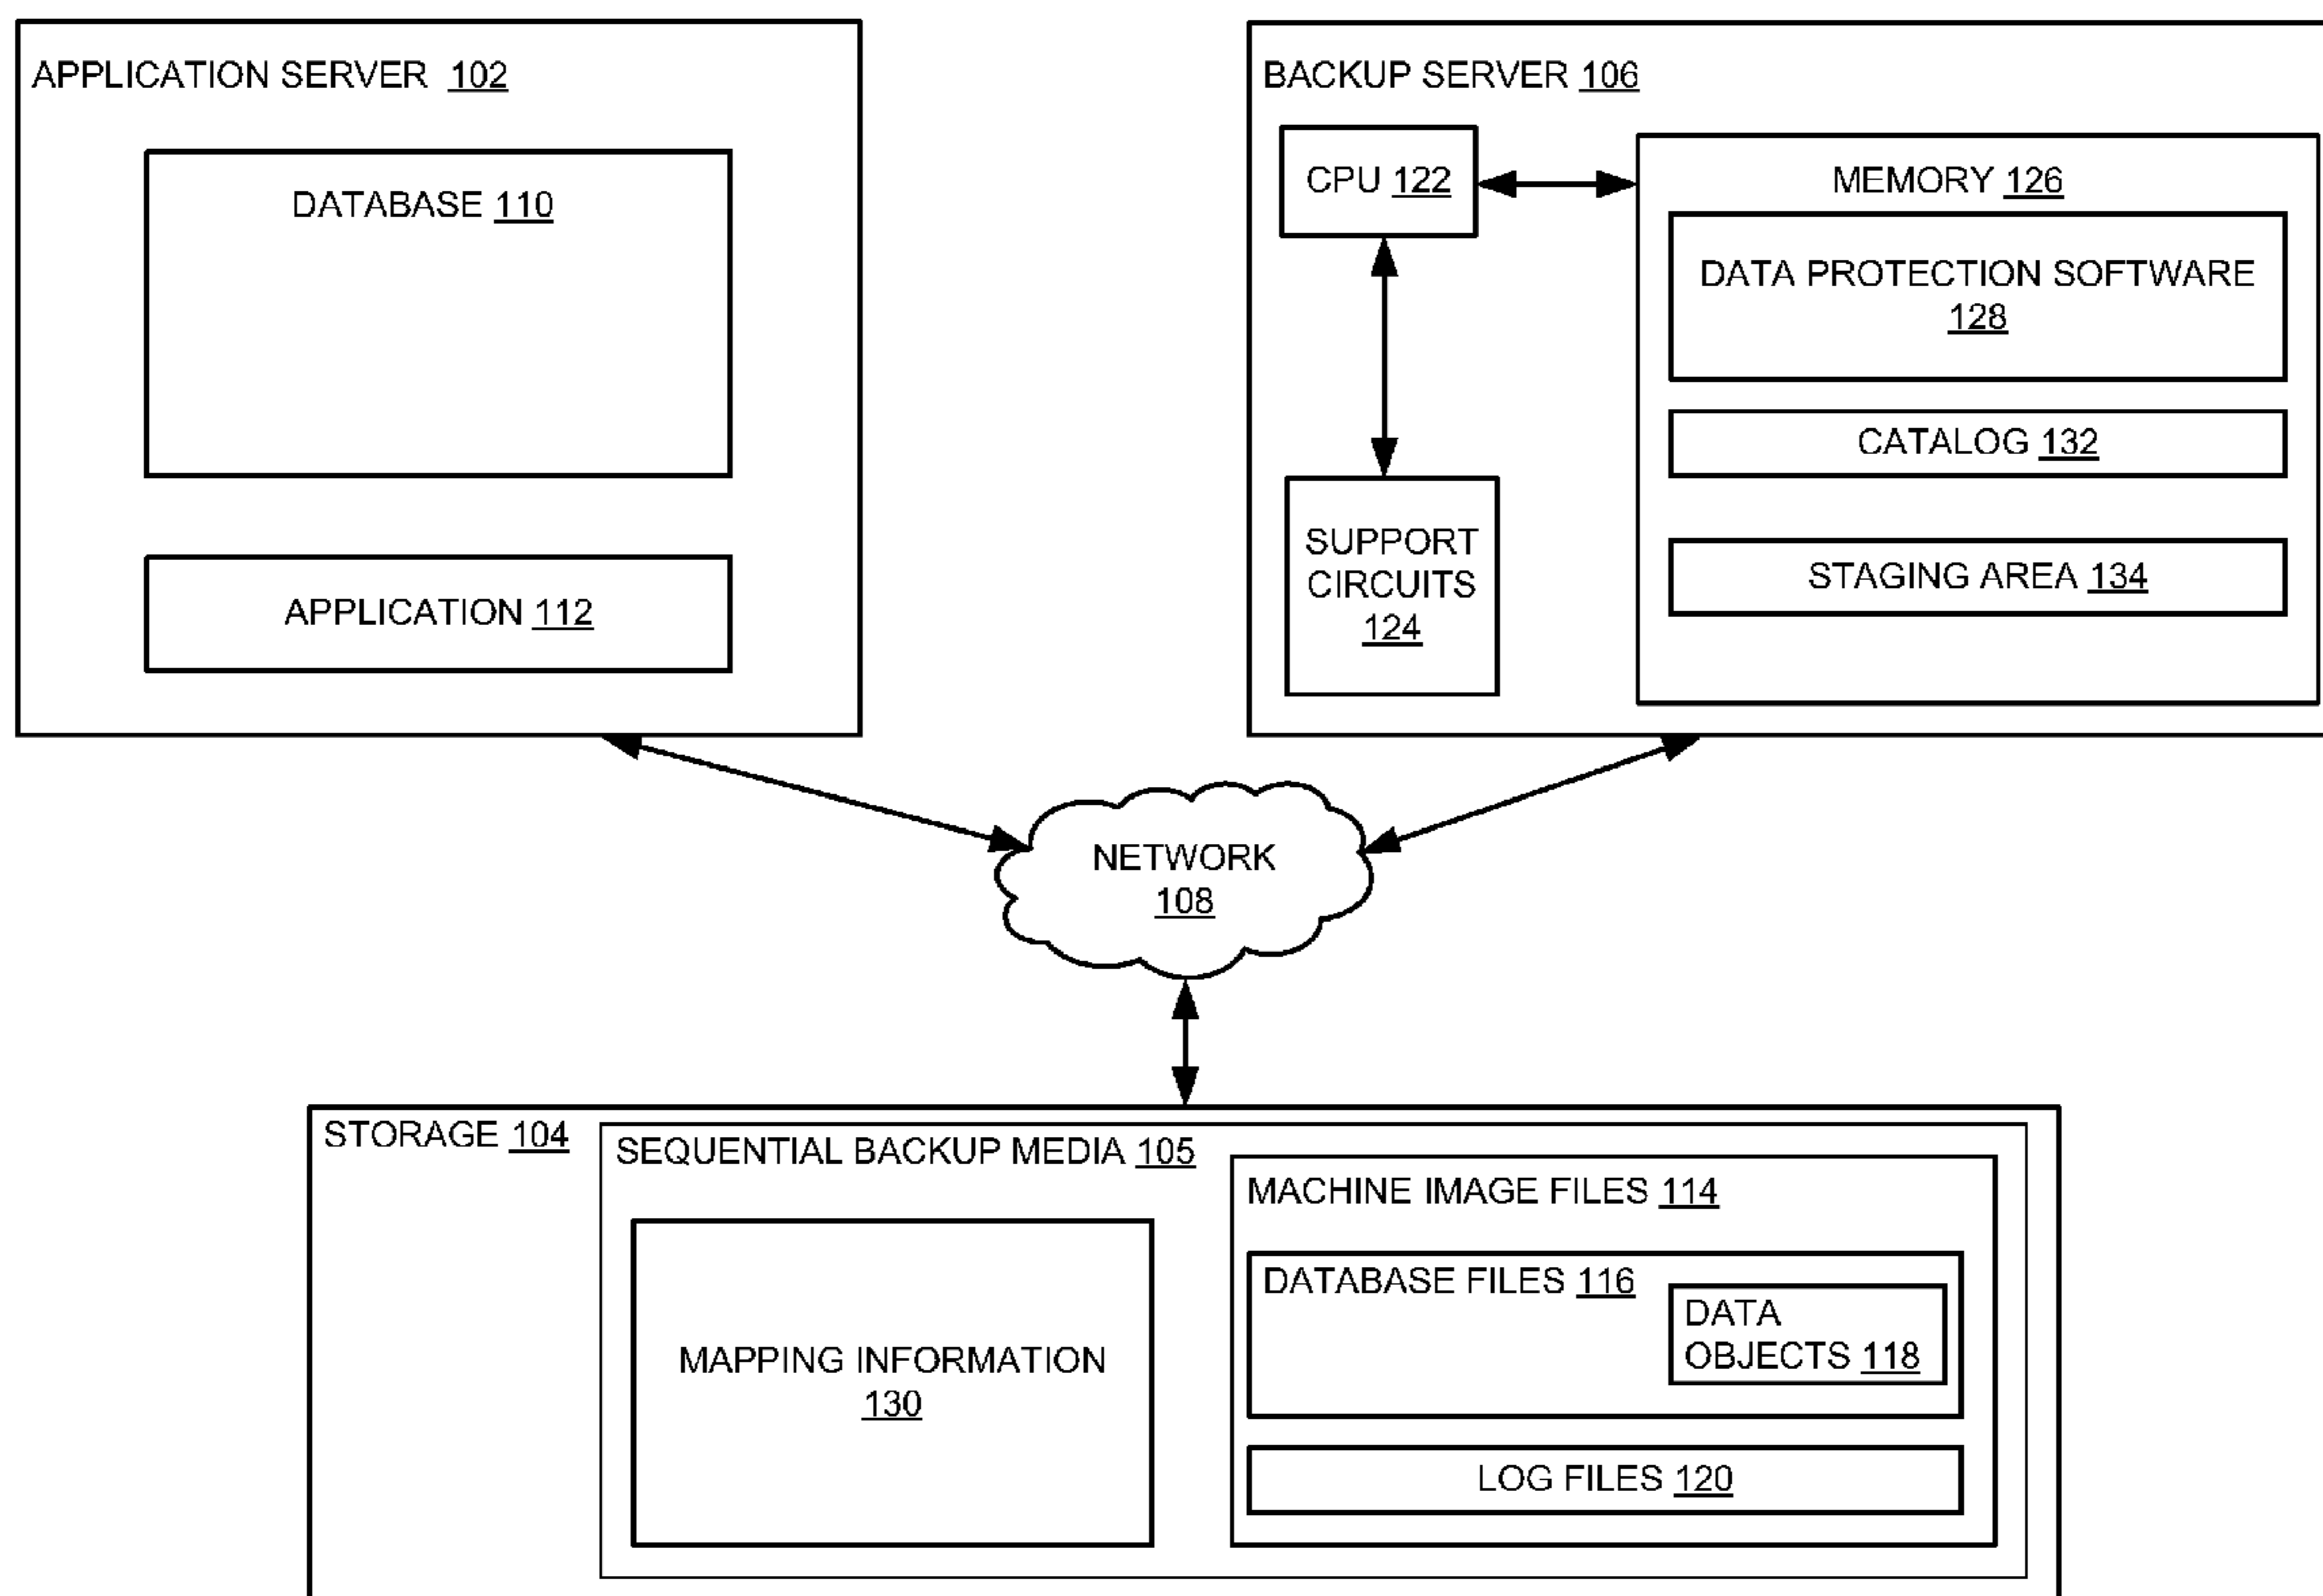 APPLICATION SERVER 102
DATABASE 110
APPLICATION 112
BACKUP SERVER 106
CPU 122
SUPPORT
CIRCUITS
124
MEMORY 126
DATA PROTECTION SOFTWARE
128
CATALOG 132
STAGING AREA 134
NETWORK
108
STORAGE 104
SEQUENTIAL BACKUP MEDIA 105
MAPPING INFORMATION
130
MACHINE IMAGE FILES 114
DATABASE FILES 116
DATA
OBJECTS 118
LOG FILES 120